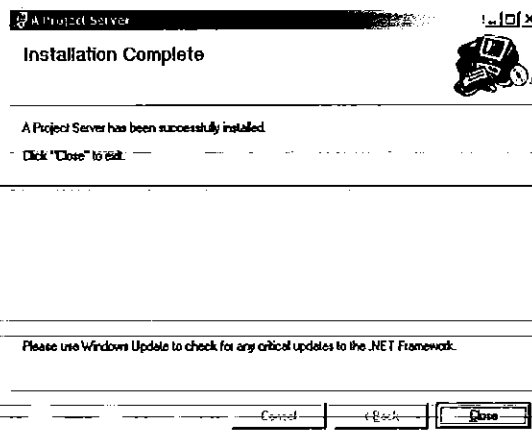 A Project Server
Installation Complete
A Project Server has been successfully installed.
Click "Close" to exit.
Please use Windows Update to check for any critical updates to the .NET Framework.
Cancel
< Back
Close